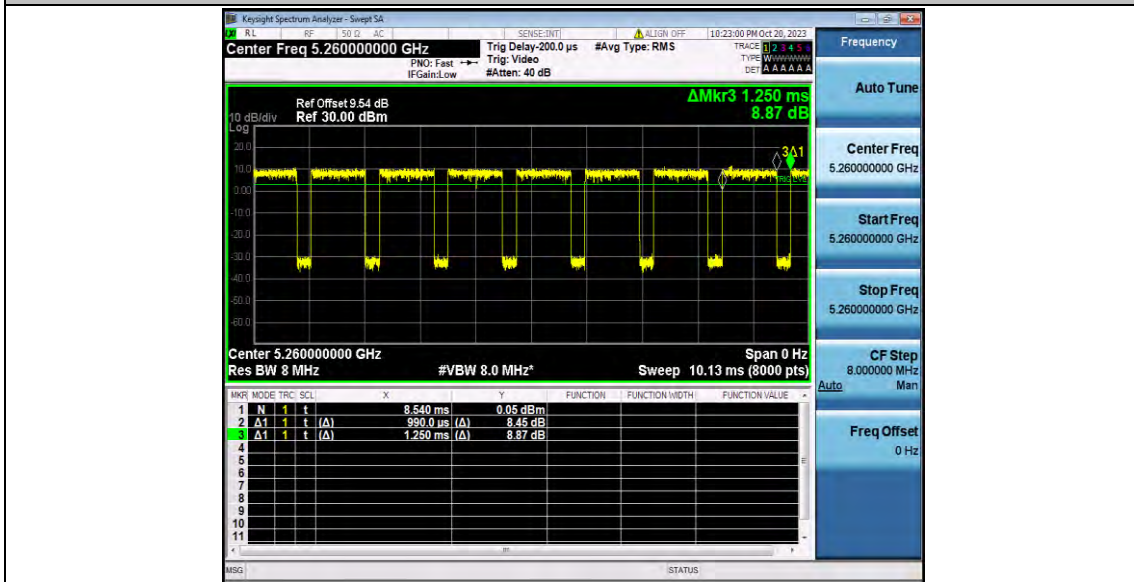 Keysight Spectrum Analyzer - Swept SA
RL RF 50 Ω AC SENSE:INT ALIGN OFF 10:23:00 PM Oct 20, 2023
Center Freq 5.260000000 GHz
PNO: Fast
IFGain:Low
Trig Delay-200.0 µs
Trig: Video
#Atten: 40 dB
#Avg Type: RMS
TRACE 1 2 3 4 5 6
TYPE W
DET A A A A A A
Frequency
Auto Tune
Center Freq
5.260000000 GHz
Start Freq
5.260000000 GHz
Stop Freq
5.260000000 GHz
CF Step
8.000000 MHz
Auto Man
Freq Offset
0 Hz
ΔMkr3 1.250 ms
8.87 dB
Ref Offset 9.54 dB
10 dB/div Ref 30.00 dBm
Log
20.0
10.0
0.00
-10.0
-20.0
-30.0
-40.0
-50.0
-60.0
3Δ1
Center 5.260000000 GHz Span 0 Hz
Res BW 8 MHz #VBW 8.0 MHz* Sweep 10.13 ms (8000 pts)
MKR MODE TRC SCL X Y FUNCTION FUNCTION WIDTH FUNCTION VALUE
1 N 1 t 8.540 ms 0.05 dBm
2 Δ1 1 t (Δ) 990.0 µs (Δ) 8.45 dB
3 Δ1 1 t (Δ) 1.250 ms (Δ) 8.87 dB
4
5
6
7
8
9
10
11
MSG STATUS